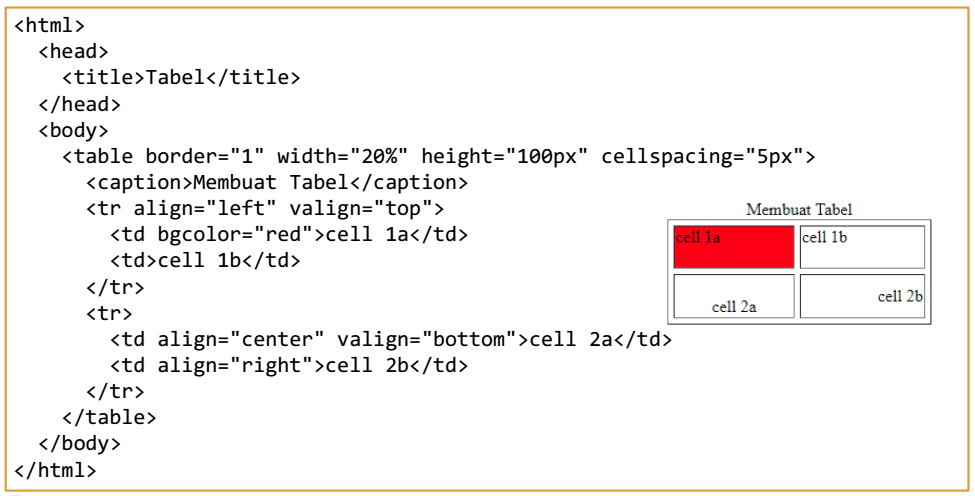 <html>
  <head>
    <title>Tabel</title>
  </head>
  <body>
    <table border="1" width="20%" height="100px" cellspacing="5px">
      <caption>Membuat Tabel</caption>
      <tr align="left" valign="top">
        <td bgcolor="red">cell 1a</td>
        <td>cell 1b</td>
      </tr>
      <tr>
        <td align="center" valign="bottom">cell 2a</td>
        <td align="right">cell 2b</td>
      </tr>
    </table>
  </body>
</html>
Membuat Tabel
cell 1a cell 1b
cell 2a cell 2b